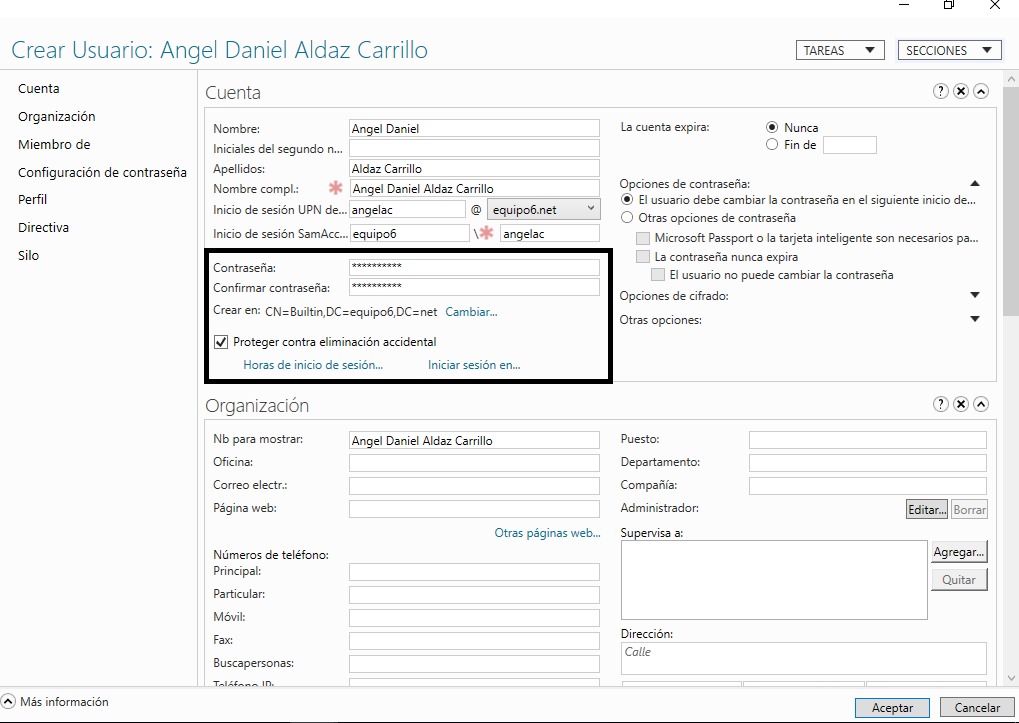 Crear Usuario: Angel Daniel Aldaz Carrillo
TAREAS
SECCIONES
Cuenta
Organización
Miembro de
Configuración de contraseña
Perfil
Directiva
Silo
Cuenta
Nombre: Angel Daniel
Iniciales del segundo n...
Apellidos: Aldaz Carrillo
Nombre compl.: * Angel Daniel Aldaz Carrillo
Inicio de sesión UPN de... angelac @ equipo6.net
Inicio de sesión SamAcc... equipo6 \* angelac
Contraseña: **********
Confirmar contraseña: **********
Crear en: CN=Builtin,DC=equipo6,DC=net Cambiar...
Proteger contra eliminación accidental
Horas de inicio de sesión... Iniciar sesión en...
La cuenta expira: Nunca
Fin de
Opciones de contraseña:
El usuario debe cambiar la contraseña en el siguiente inicio de...
Otras opciones de contraseña
Microsoft Passport o la tarjeta inteligente son necesarios pa...
La contraseña nunca expira
El usuario no puede cambiar la contraseña
Opciones de cifrado:
Otras opciones:
Organización
Nb para mostrar: Angel Daniel Aldaz Carrillo
Oficina:
Correo electr.:
Página web:
Otras páginas web...
Números de teléfono:
Principal:
Particular:
Móvil:
Fax:
Buscapersonas:
Teléfono IP:
Puesto:
Departamento:
Compañía:
Administrador: Editar... Borrar
Supervisa a:
Agregar...
Quitar
Dirección:
Calle
Más información
Aceptar
Cancelar